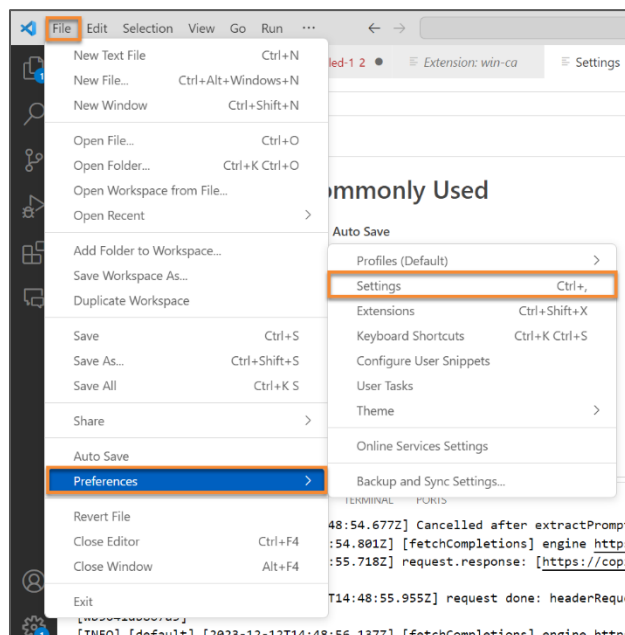 File Edit Selection View Go Run ···
New Text File Ctrl+N
New File... Ctrl+Alt+Windows+N
New Window Ctrl+Shift+N
Open File... Ctrl+O
Open Folder... Ctrl+K Ctrl+O
Open Workspace from File...
Open Recent
Add Folder to Workspace...
Save Workspace As...
Duplicate Workspace
Save Ctrl+S
Save As... Ctrl+Shift+S
Save All Ctrl+K S
Share
Auto Save
Preferences
Revert File
Close Editor Ctrl+F4
Close Window Alt+F4
Exit
led-1 2 ● Extension: win-ca Settings
ommonly Used
Auto Save
Profiles (Default)
Settings Ctrl+,
Extensions Ctrl+Shift+X
Keyboard Shortcuts Ctrl+K Ctrl+S
Configure User Snippets
User Tasks
Theme
Online Services Settings
Backup and Sync Settings...
TERMINAL PORTS
48:54.677Z] Cancelled after extractPromp
:54.801Z] [fetchCompletions] engine http
:55.718Z] request.response: [https://cop
T14:48:55.955Z] request done: headerReque
[INFO] [default] [2023-12-12T14:48:56.137Z] [fetchCompletions] engine http